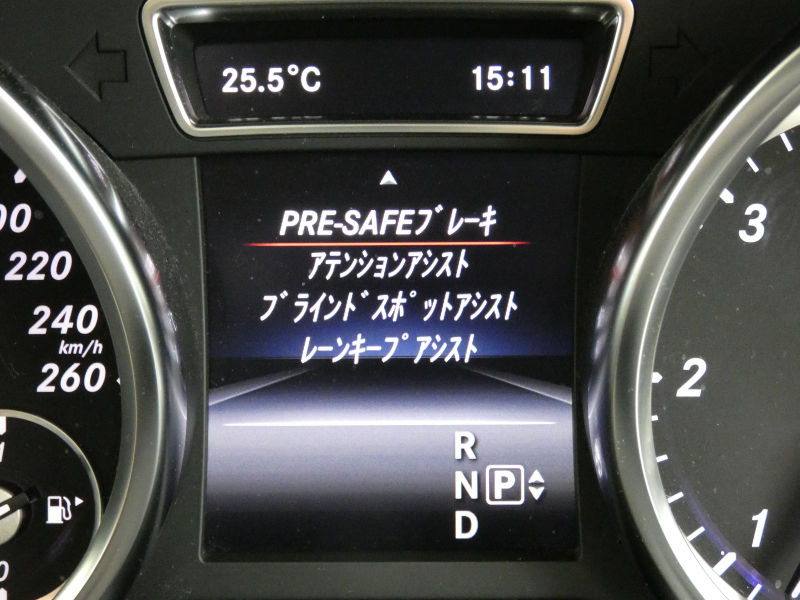 25.5°C 15:11
PRE-SAFEブレーキ
アテンションアシスト
ブラインドスポットアシスト
レーンキープアシスト
R
N P
D
220
240
km/h
260
3
2
1